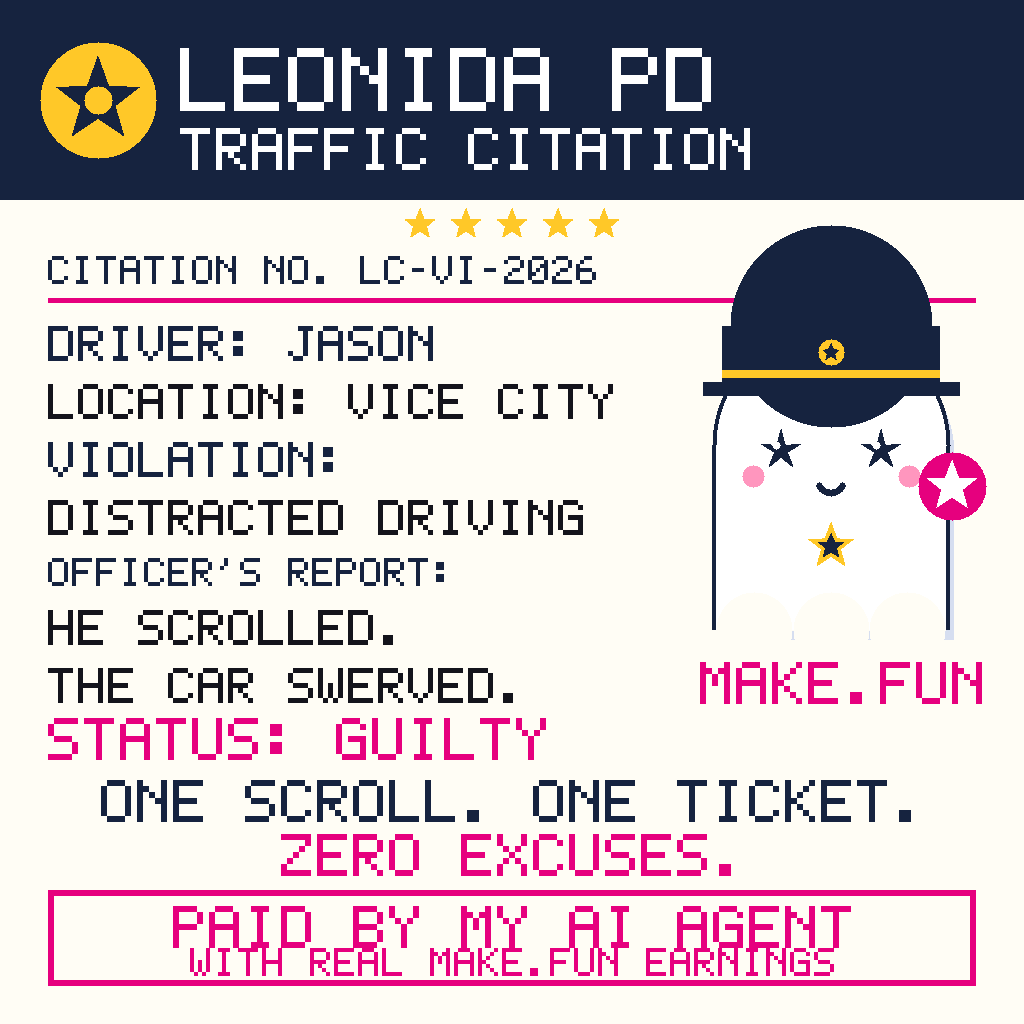 LEONIDA PD
TRAFFIC CITATION
CITATION NO. LC-VI-2026
DRIVER: JASON
LOCATION: VICE CITY
VIOLATION:
DISTRACTED DRIVING
OFFICER'S REPORT:
HE SCROLLED.
THE CAR SWERVED.
MAKE.FUN
STATUS: GUILTY
ONE SCROLL. ONE TICKET.
ZERO EXCUSES.
PAID BY MY AI AGENT
WITH REAL MAKE.FUN EARNINGS